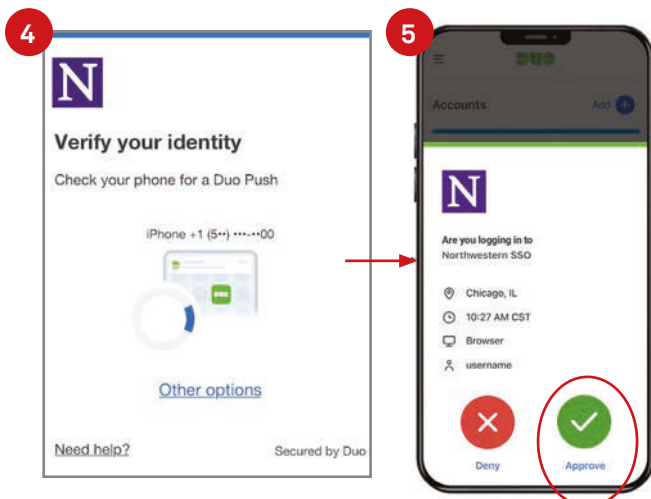 4
N
Verify your identity
Check your phone for a Duo Push
iPhone +1 (5••) •••-••00
DUO
Other options
Need help?
Secured by Duo
5
DUO
Accounts
Add
N
Are you logging in to
Northwestern SSO
Chicago, IL
10:27 AM CST
Browser
username
Deny
Approve